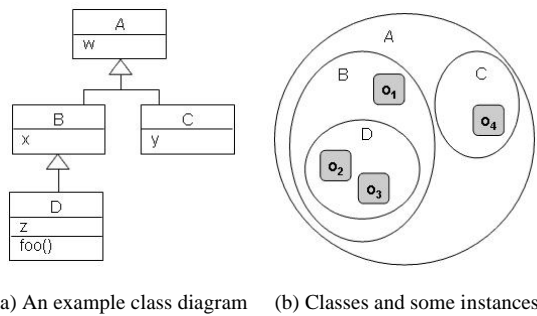 A
w
B
x
C
y
D
z
foo()
A
B
o1
C
o4
D
o2
o3
a) An example class diagram
(b) Classes and some instances